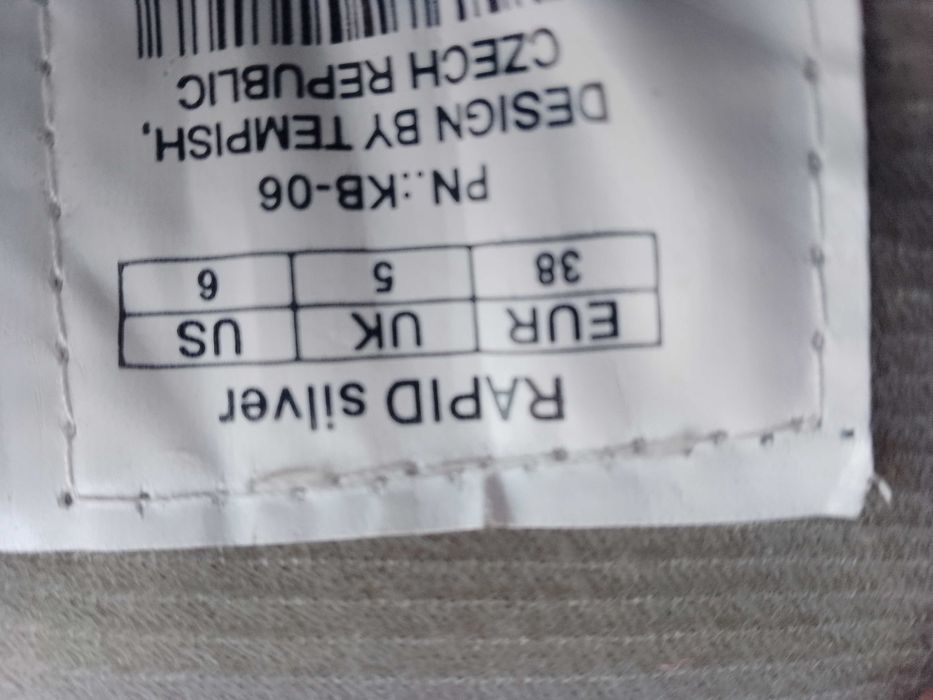 RAPID silver
EUR UK US
38 5 6
PN.:KB-06
DESIGN BY TEMPISH,
CZECH REPUBLIC